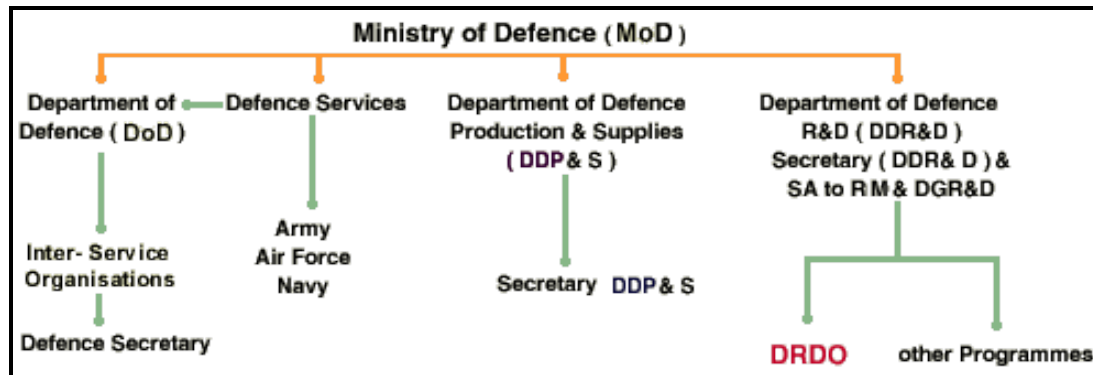 Ministry of Defence ( MoD )
Department of
Defence ( DoD )
Defence Services
Department of Defence
Production & Supplies
( DDP & S )
Department of Defence
R&D ( DDR&D )
Secretary ( DDR& D ) &
SA to RM & DGR&D
Inter- Service
Organisations
Defence Secretary
Army
Air Force
Navy
Secretary DDP & S
DRDO
other Programmes